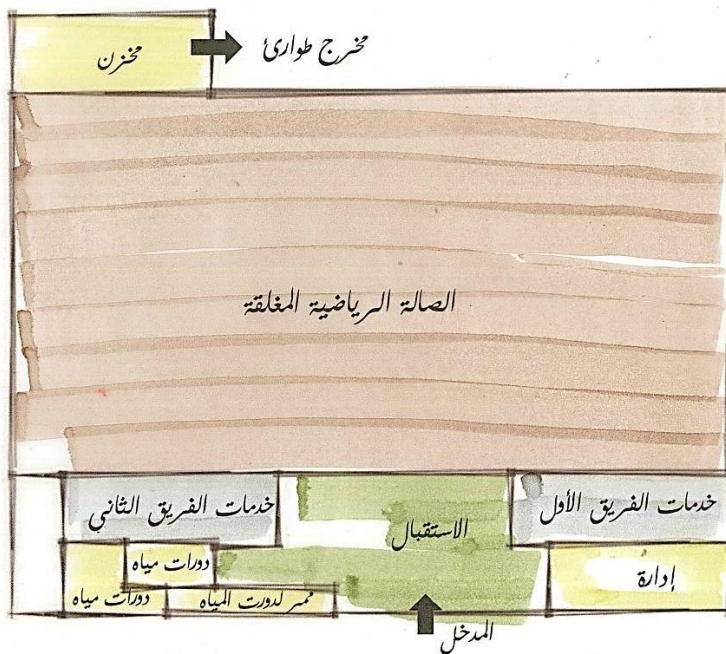 مخرج طوارئ
مخزن
الصالة الرياضية المغلقة
خدمات الفريق الأول
الاستقبال
خدمات الفريق الثاني
إدارة
دورات مياه
ممر لدورت المياه
دورات مياه
المدخل